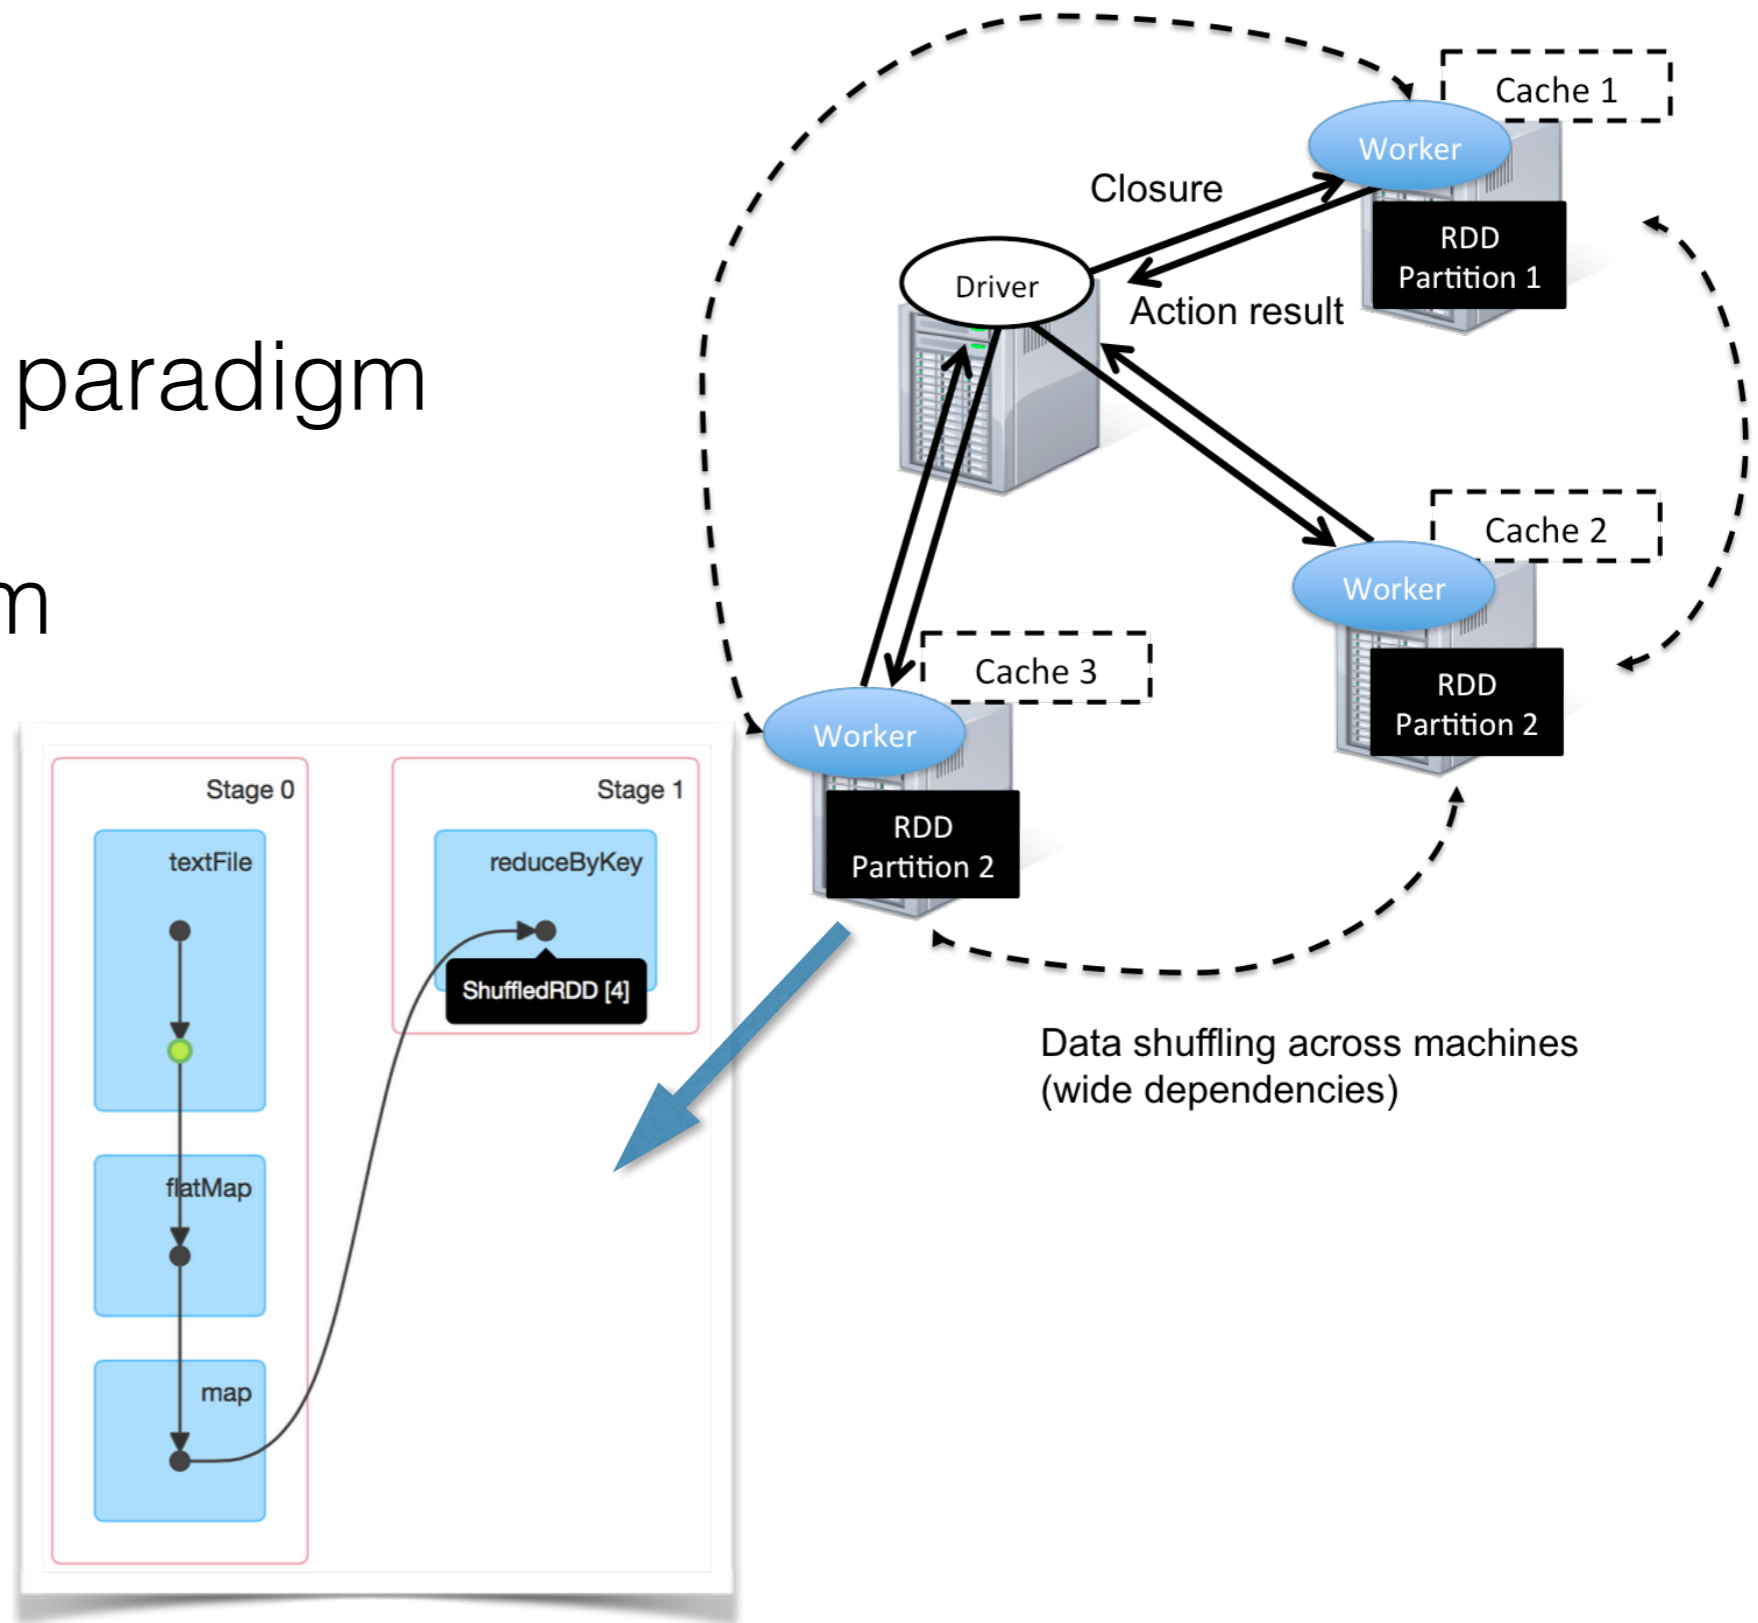 paradigm
m
Cache 1
Worker
Closure
RDD
Partition 1
Driver
Action result
Cache 2
Worker
RDD
Partition 2
Cache 3
Worker
RDD
Partition 2
Data shuffling across machines
(wide dependencies)
Stage 0
Stage 1
textFile
reduceByKey
ShuffledRDD [4]
flatMap
map